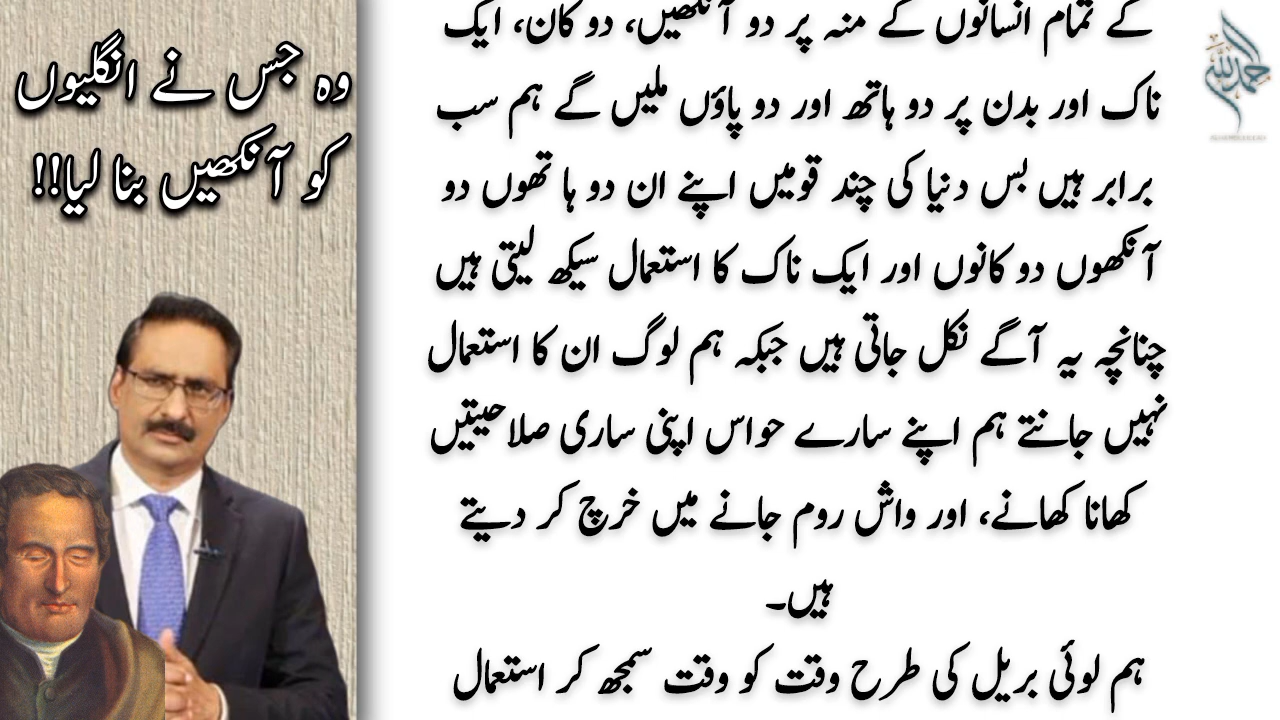 وہ جس نے انگلیوں
کو آنکھیں بنا لیا!!
کے تمام انسانوں کے منہ پر دو آنکھیں، دو کان، ایک
ناک اور بدن پر دو ہاتھ اور دو پاؤں ملیں گے ہم سب
برابر ہیں بس دنیا کی چند قومیں اپنے ان دو ہا تھوں دو
آنکھوں دو کانوں اور ایک ناک کا استعمال سیکھ لیتی ہیں
چنانچہ یہ آگے نکل جاتی ہیں جبکہ ہم لوگ ان کا استعمال
نہیں جانتے ہم اپنے سارے حواس اپنی ساری صلاحیتیں
کھانا کھانے، اور واش روم جانے میں خرچ کر دیتے
ہیں۔
ہم لوئی بریل کی طرح وقت کو وقت سمجھ کر استعمال